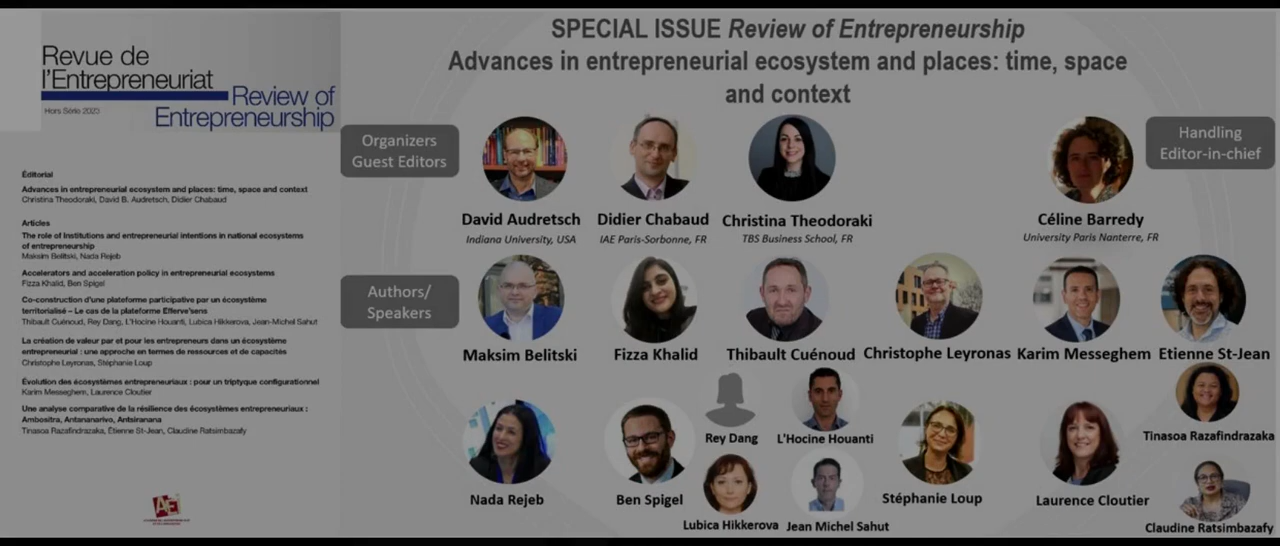 Revue de
l'Entrepreneuriat
Review of
Entrepreneurship
Hors Série 2023
Éditorial
Advances in entrepreneurial ecosystem and places: time, space and context
Christina Theodoraki, David B. Audretsch, Didier Chabaud
Articles
The role of Institutions and entrepreneurial intentions in national ecosystems
of entrepreneurship
Maksim Belitski, Nada Rejeb
Accelerators and acceleration policy in entrepreneurial ecosystems
Fizza Khalid, Ben Spigel
Co-construction d'une plateforme participative par un écosystème
territorialisé – Le cas de la plateforme Efferve'sens
Thibault Cuénoud, Rey Dang, L'Hocine Houanti, Lubica Hikkerova, Jean-Michel Sahut
La création de valeur par et pour les entrepreneurs dans un écosystème
entrepreneurial : une approche en termes de ressources et de capacités
Christophe Leyronas, Stéphanie Loup
Évolution des écosystèmes entrepreneuriaux : pour un triptyque configurationnel
Karim Messeghem, Laurence Cloutier
Une analyse comparative de la résilience des écosystèmes entrepreneuriaux :
Ambositra, Antananarivo, Antsiranana
Tinasoa Razafindrazaka, Étienne St-Jean, Claudine Ratsimbazafy
SPECIAL ISSUE Review of Entrepreneurship
Advances in entrepreneurial ecosystem and places: time, space
and context
Organizers
Guest Editors
Handling
Editor-in-chief
David Audretsch
Indiana University, USA
Didier Chabaud
IAE Paris-Sorbonne, FR
Christina Theodoraki
TBS Business School, FR
Céline Barredy
University Paris Nanterre, FR
Authors/
Speakers
Maksim Belitski
Fizza Khalid
Thibault Cuénoud
Christophe Leyronas
Karim Messeghem
Etienne St-Jean
Rey Dang
L'Hocine Houanti
Tinasoa Razafindrazaka
Nada Rejeb
Ben Spigel
Stéphanie Loup
Laurence Cloutier
Lubica Hikkerova
Jean Michel Sahut
Claudine Ratsimbazafy